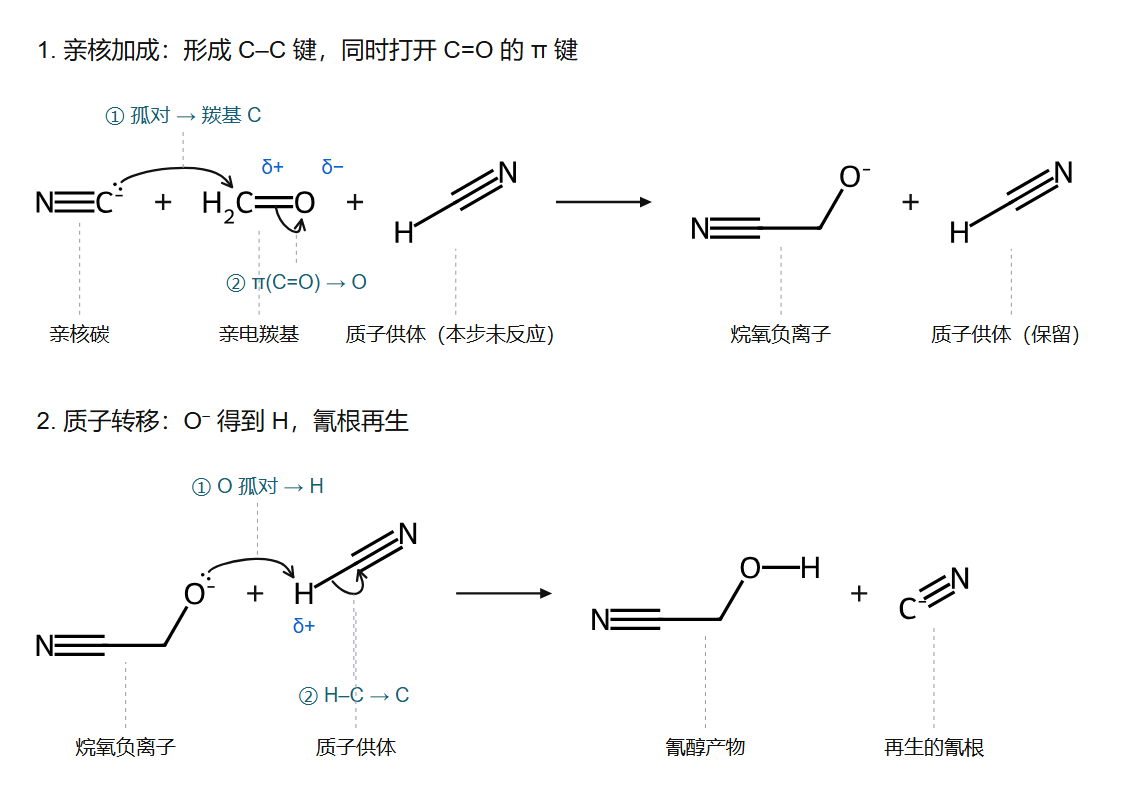 1. 亲核加成：形成 C–C 键，同时打开 C=O 的 π 键
① 孤对 → 羰基 C
δ+ δ−
N≡C⁻ + H₂C=O + H N → N O⁻ + H N
② π(C=O) → O
亲核碳 亲电羰基 质子供体（本步未反应） 烷氧负离子 质子供体（保留）
2. 质子转移：O⁻ 得到 H，氰根再生
① O 孤对 → H
N O⁻ + H N → N O–H + C⁻≡N
δ+
② H–C → C
烷氧负离子 质子供体 氰醇产物 再生的氰根